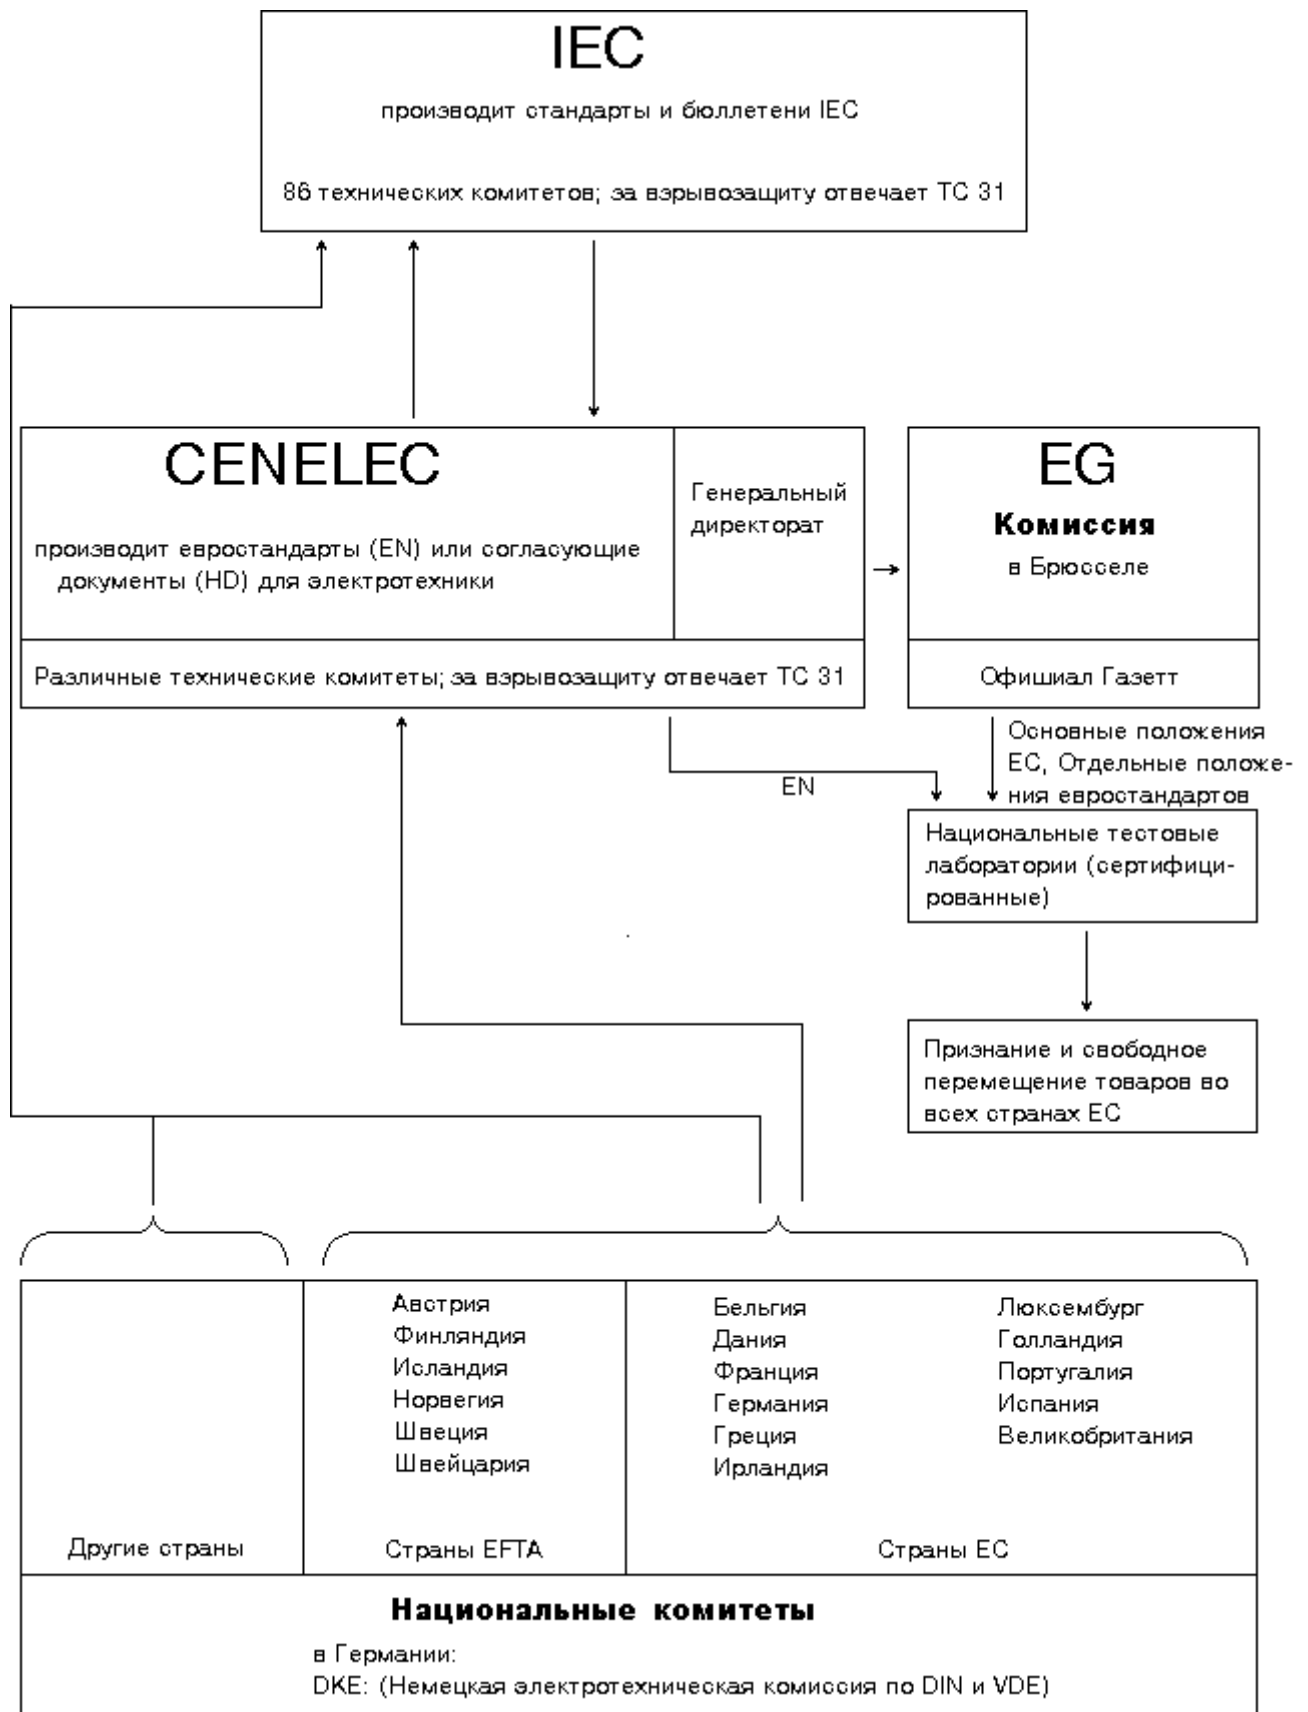 IEC
производит стандарты и бюллетени IEC
86 технических комитетов; за взрывозащиту отвечает TC 31
CENELEC
производит евростандарты (EN) или согласующие
документы (HD) для электротехники
Генеральный
директорат
Различные технические комитеты; за взрывозащиту отвечает TC 31
EG
Комиссия
в Брюсселе
Официал Газетт
EN
Основные положения
ЕС, Отдельные положе-
ния евростандартов
Национальные тестовые
лаборатории (сертифици-
рованные)
Признание и свободное
перемещение товаров во
всех странах ЕС
Австрия
Финляндия
Исландия
Норвегия
Швеция
Швейцария
Бельгия
Дания
Франция
Германия
Греция
Ирландия
Люксембург
Голландия
Португалия
Испания
Великобритания
Другие страны
Страны EFTA
Страны ЕС
Национальные комитеты
в Германии:
DKE: (Немецкая электротехническая комиссия по DIN и VDE)